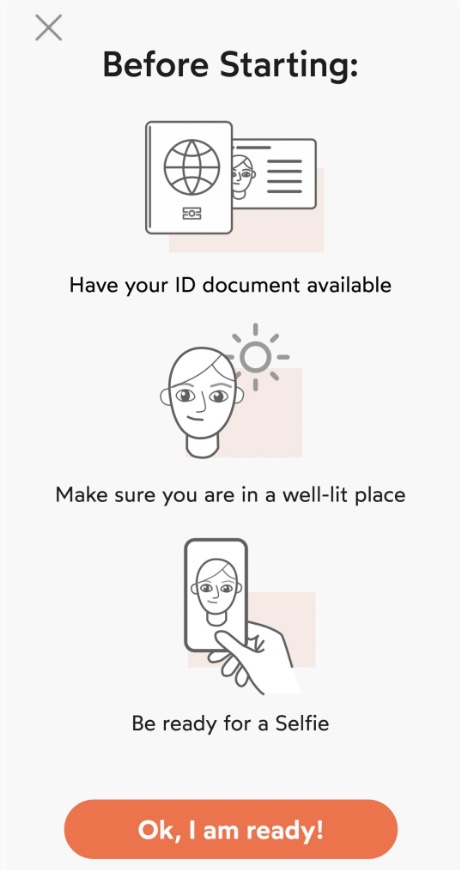 Before Starting:
Have your ID document available
Make sure you are in a well-lit place
Be ready for a Selfie
Ok, I am ready!